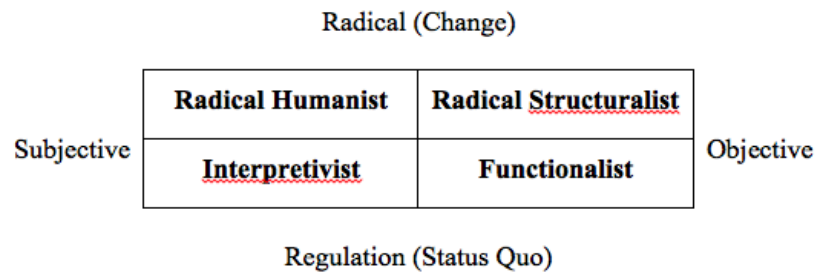 Radical (Change)
Radical Humanist Radical Structuralist
Subjective Objective
Interpretivist Functionalist
Regulation (Status Quo)